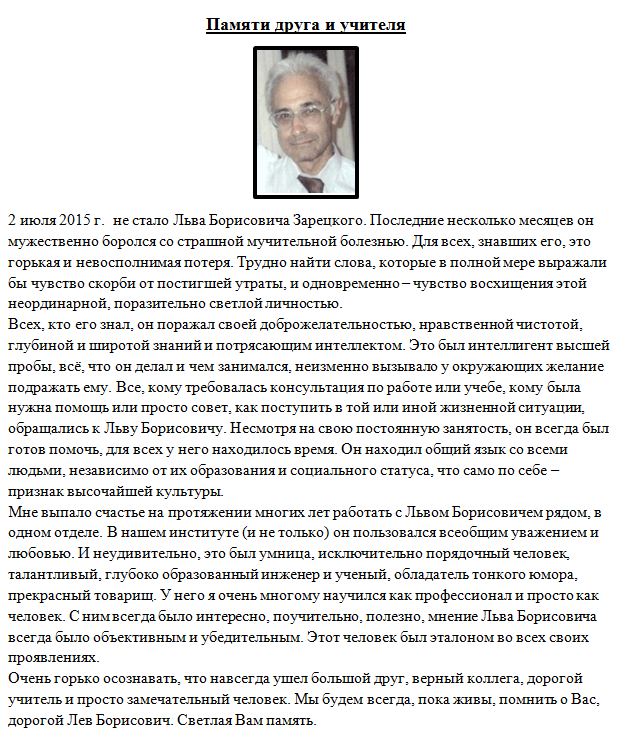 Памяти друга и учителя
2 июля 2015 г.  не стало Льва Борисовича Зарецкого. Последние несколько месяцев он
мужественно боролся со страшной мучительной болезнью. Для всех, знавших его, это
горькая и невосполнимая потеря. Трудно найти слова, которые в полной мере выражали
бы чувство скорби от постигшей утраты, и одновременно – чувство восхищения этой
неординарной, поразительно светлой личностью.
Всех, кто его знал, он поражал своей доброжелательностью, нравственной чистотой,
глубиной и широтой знаний и потрясающим интеллектом. Это был интеллигент высшей
пробы, всё, что он делал и чем занимался, неизменно вызывало у окружающих желание
подражать ему. Все, кому требовалась консультация по работе или учебе, кому была
нужна помощь или просто совет, как поступить в той или иной жизненной ситуации,
обращались к Льву Борисовичу. Несмотря на свою постоянную занятость, он всегда был
готов помочь, для всех у него находилось время. Он находил общий язык со всеми
людьми, независимо от их образования и социального статуса, что само по себе –
признак высочайшей культуры.
Мне выпало счастье на протяжении многих лет работать с Львом Борисовичем рядом, в
одном отделе. В нашем институте (и не только) он пользовался всеобщим уважением и
любовью. И неудивительно, это был умница, исключительно порядочный человек,
талантливый, глубоко образованный инженер и ученый, обладатель тонкого юмора,
прекрасный товарищ. У него я очень многому научился как профессионал и просто как
человек. С ним всегда было интересно, поучительно, полезно, мнение Льва Борисовича
всегда было объективным и убедительным. Этот человек был эталоном во всех своих
проявлениях.
Очень горько осознавать, что навсегда ушел большой друг, верный коллега, дорогой
учитель и просто замечательный человек. Мы будем всегда, пока живы, помнить о Вас,
дорогой Лев Борисович. Светлая Вам память.